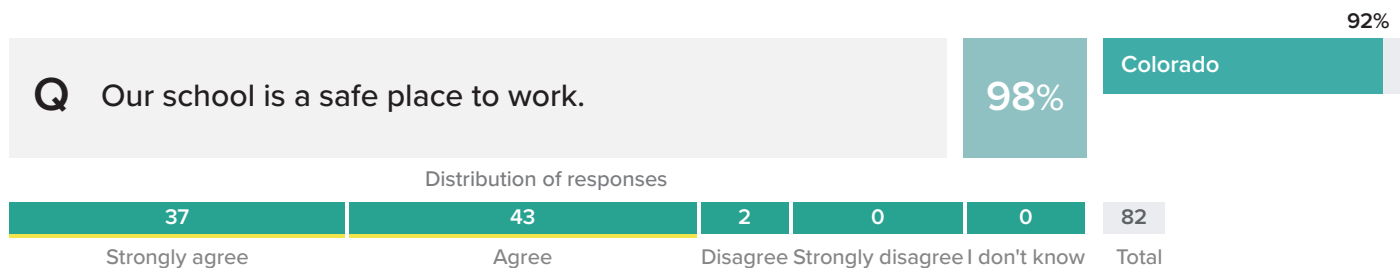 92%
Q Our school is a safe place to work.
98%
Colorado
Distribution of responses
37 43 2 0 0 82
Strongly agree Agree Disagree Strongly disagree I don't know Total